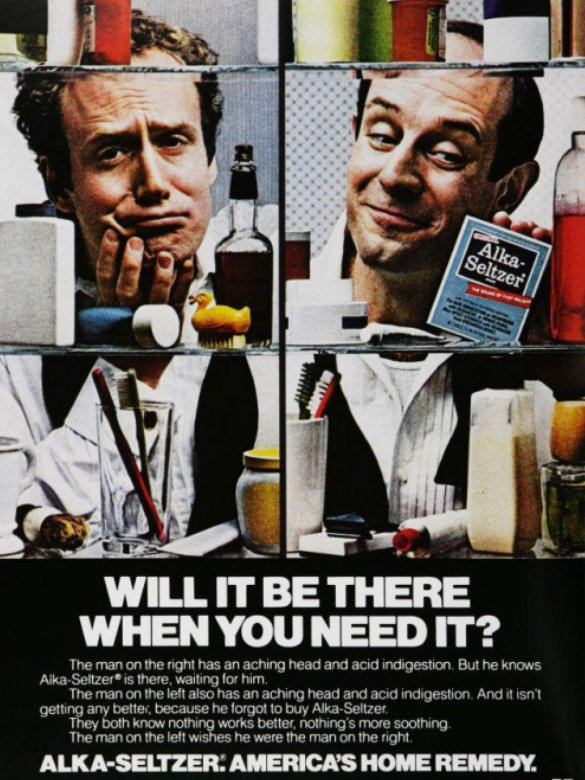 Alka-
Seltzer
WILL IT BE THERE
WHEN YOU NEED IT?
The man on the right has an aching head and acid indigestion. But he knows
Alka-Seltzer® is there, waiting for him.
The man on the left also has an aching head and acid indigestion. And it isn't
getting any better, because he forgot to buy Alka-Seltzer.
They both know nothing works better, nothing's more soothing.
The man on the left wishes he were the man on the right.
ALKA-SELTZER. AMERICA'S HOME REMEDY.